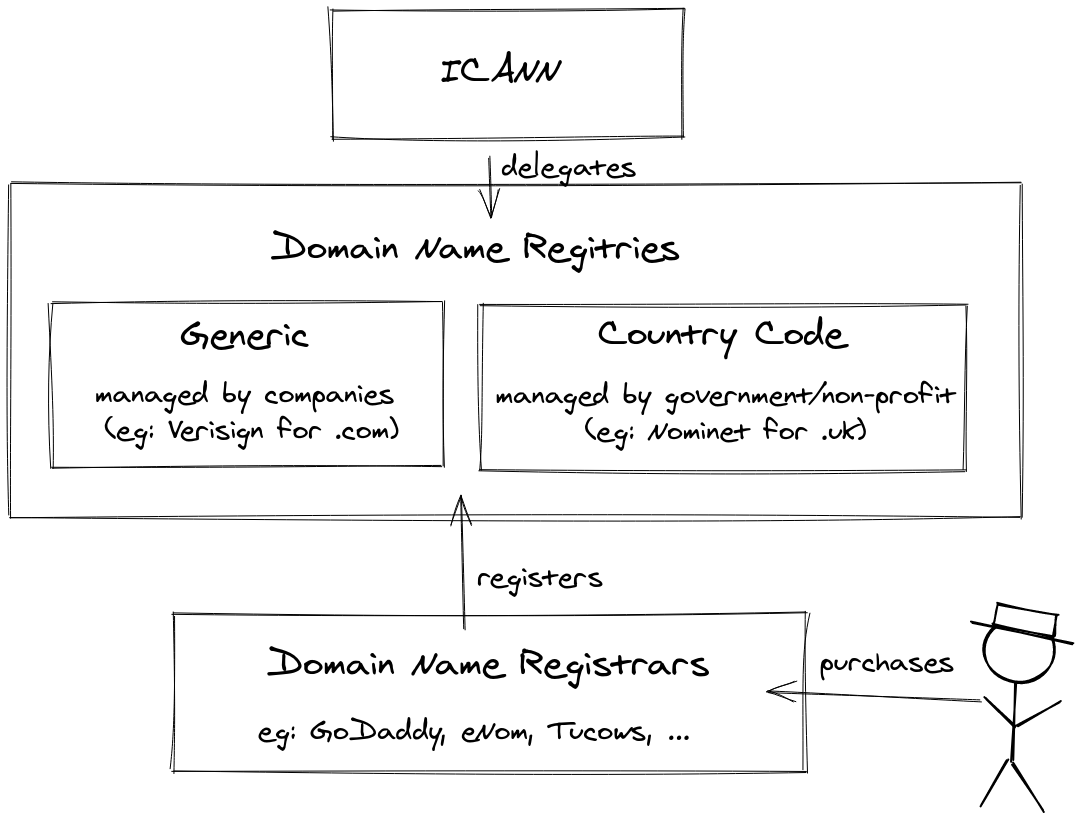 ICANN
delegates
Domain Name Regitries
Generic
managed by companies
(eg: Verisign for .com)
Country Code
managed by government/non-profit
(eg: Nominet for .uk)
registers
Domain Name Registrars
eg: GoDaddy, eNom, Tucows, ...
purchases